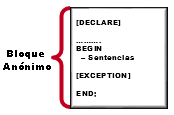 Bloque
Anónimo
[DECLARE]
..........
BEGIN
– Sentencias
[EXCEPTION]
END;